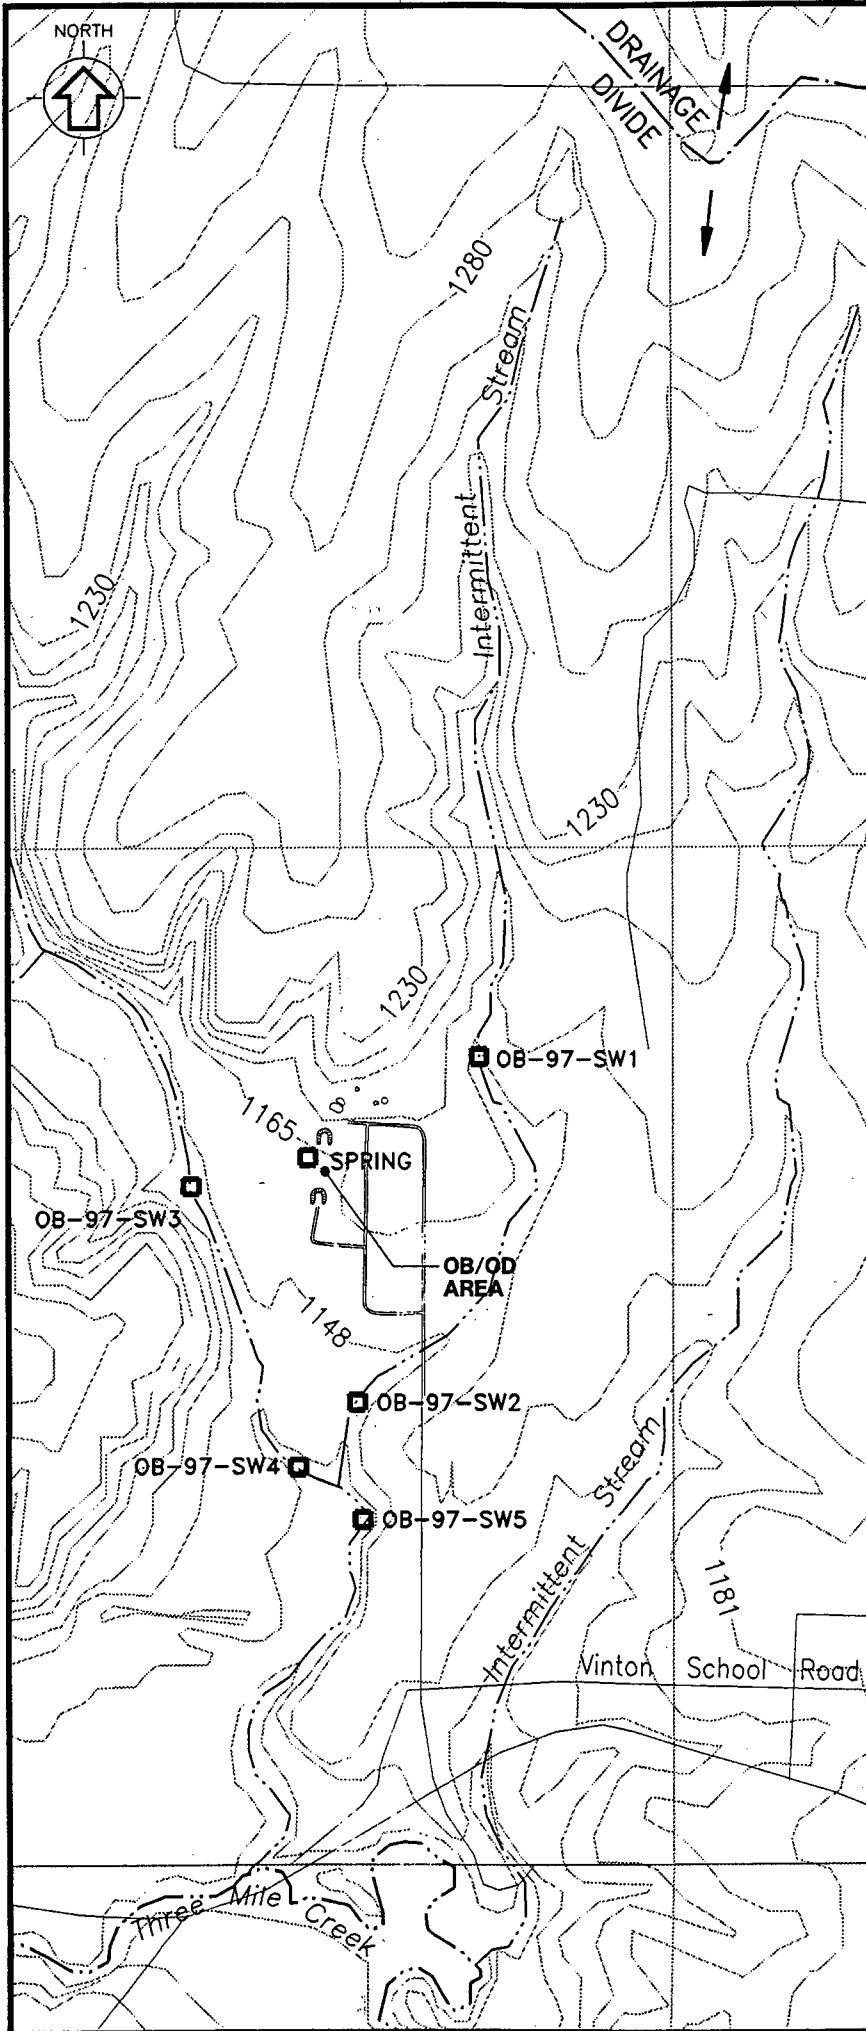 NORTH
DRAINAGE
DIVIDE
1280
Stream
Intermittent
1230
1230
1230
OB-97-SW1
1165
SPRING
OB-97-SW3
OB/OD
AREA
1148
OB-97-SW2
OB-97-SW4
Stream
OB-97-SW5
Intermittent
1181
Vinton School Road
Three Mile Creek